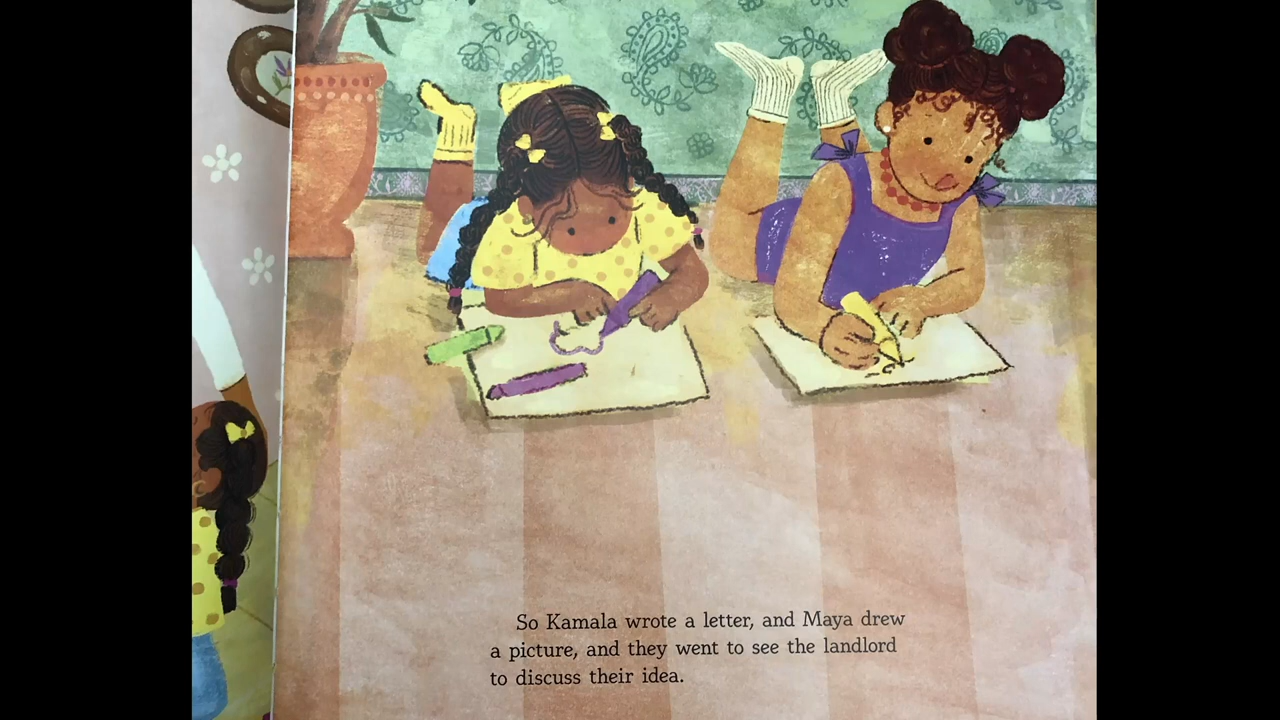 So Kamala wrote a letter, and Maya drew
a picture, and they went to see the landlord
to discuss their idea.